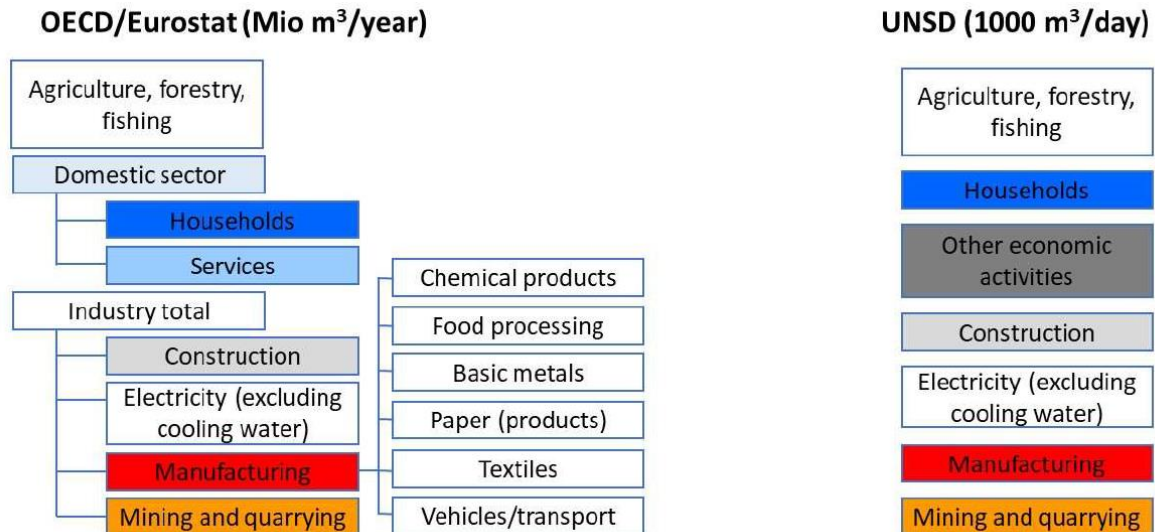 OECD/Eurostat (Mio m³/year)
Agriculture, forestry,
fishing
Domestic sector
Households
Services
Industry total
Construction
Electricity (excluding
cooling water)
Manufacturing
Mining and quarrying
Chemical products
Food processing
Basic metals
Paper (products)
Textiles
Vehicles/transport
UNSD (1000 m³/day)
Agriculture, forestry,
fishing
Households
Other economic
activities
Construction
Electricity (excluding
cooling water)
Manufacturing
Mining and quarrying